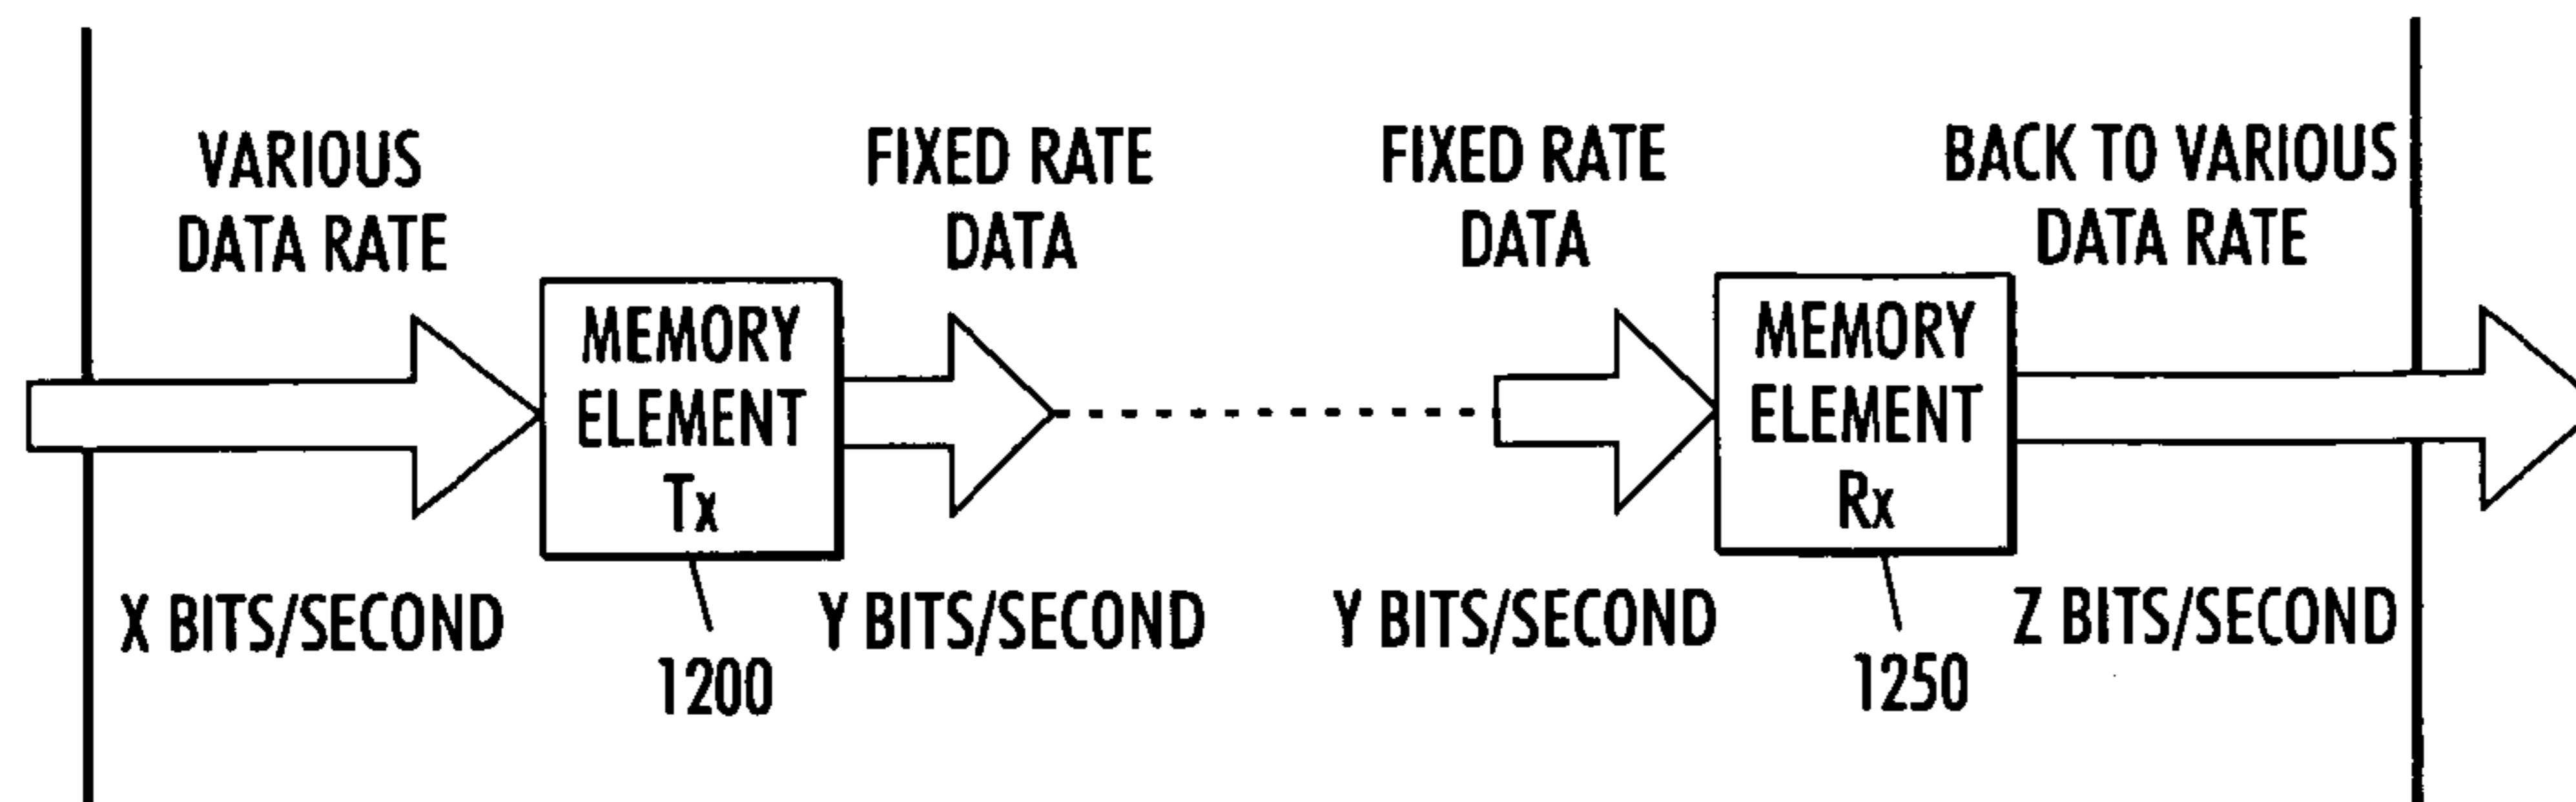 VARIOUS
DATA RATE
FIXED RATE
DATA
FIXED RATE
DATA
BACK TO VARIOUS
DATA RATE
MEMORY
ELEMENT
Tx
MEMORY
ELEMENT
Rx
X BITS/SECOND
Y BITS/SECOND
Y BITS/SECOND
Z BITS/SECOND
1200
1250